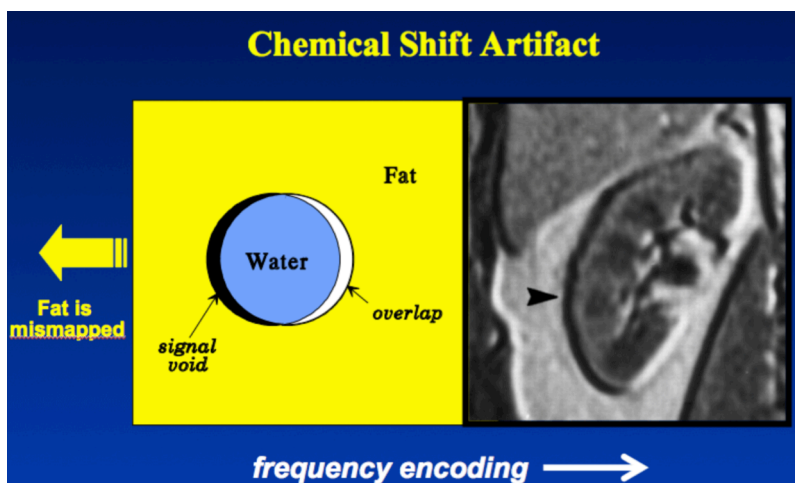 Chemical Shift Artifact
Fat
Water
Fat is
mismapped
overlap
signal
void
frequency encoding